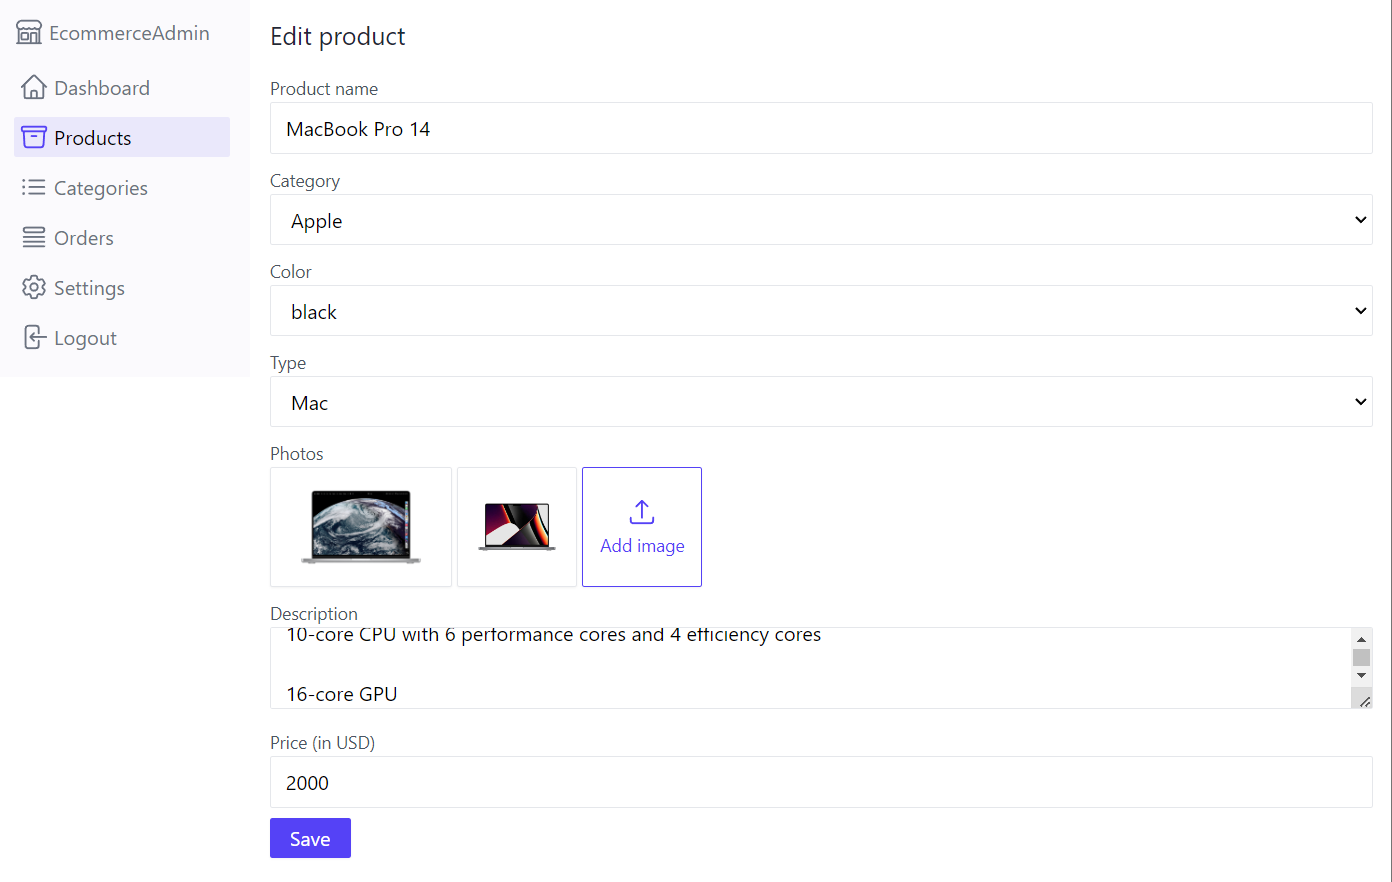 EcommerceAdmin
Dashboard
Products
Categories
Orders
Settings
Logout
Edit product
Product name
MacBook Pro 14
Category
Apple
Color
black
Type
Mac
Photos
Add image
Description
10-core CPU with 6 performance cores and 4 efficiency cores
16-core GPU
Price (in USD)
2000
Save